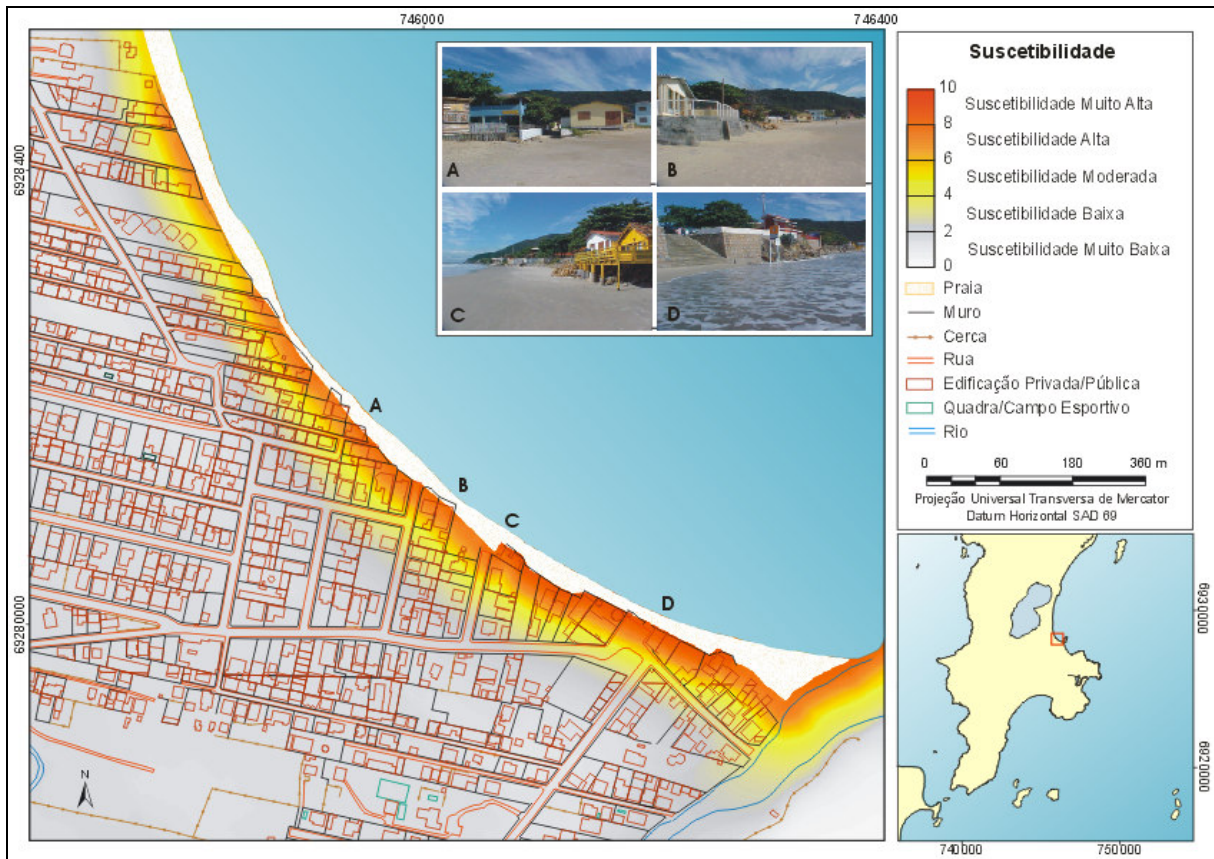 746000
746400
6928400
6928000
A
B
C
D
A
B
C
D
N
Suscetibilidade
10
Suscetibilidade Muito Alta
8
Suscetibilidade Alta
6
Suscetibilidade Moderada
4
Suscetibilidade Baixa
2
Suscetibilidade Muito Baixa
0
Praia
Muro
Cerca
Rua
Edificação Privada/Pública
Quadra/Campo Esportivo
Rio
0 60 180 360 m
Projeção Universal Transversa de Mercator
Datum Horizontal SAD 69
6930000
6920000
740000
750000